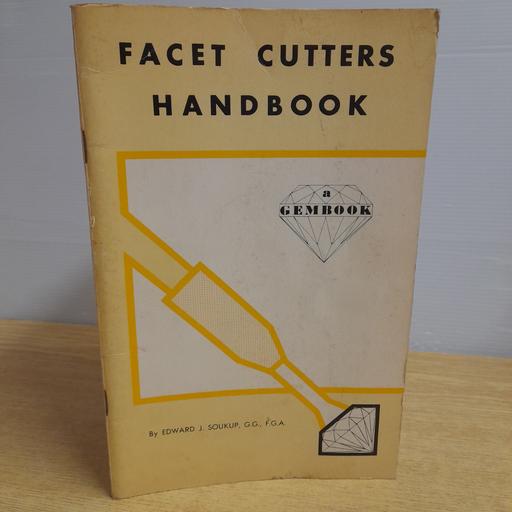 FACET CUTTERS
HANDBOOK
a
GEMBOOK
By EDWARD J. SOUKUP, G.G., F.G.A.